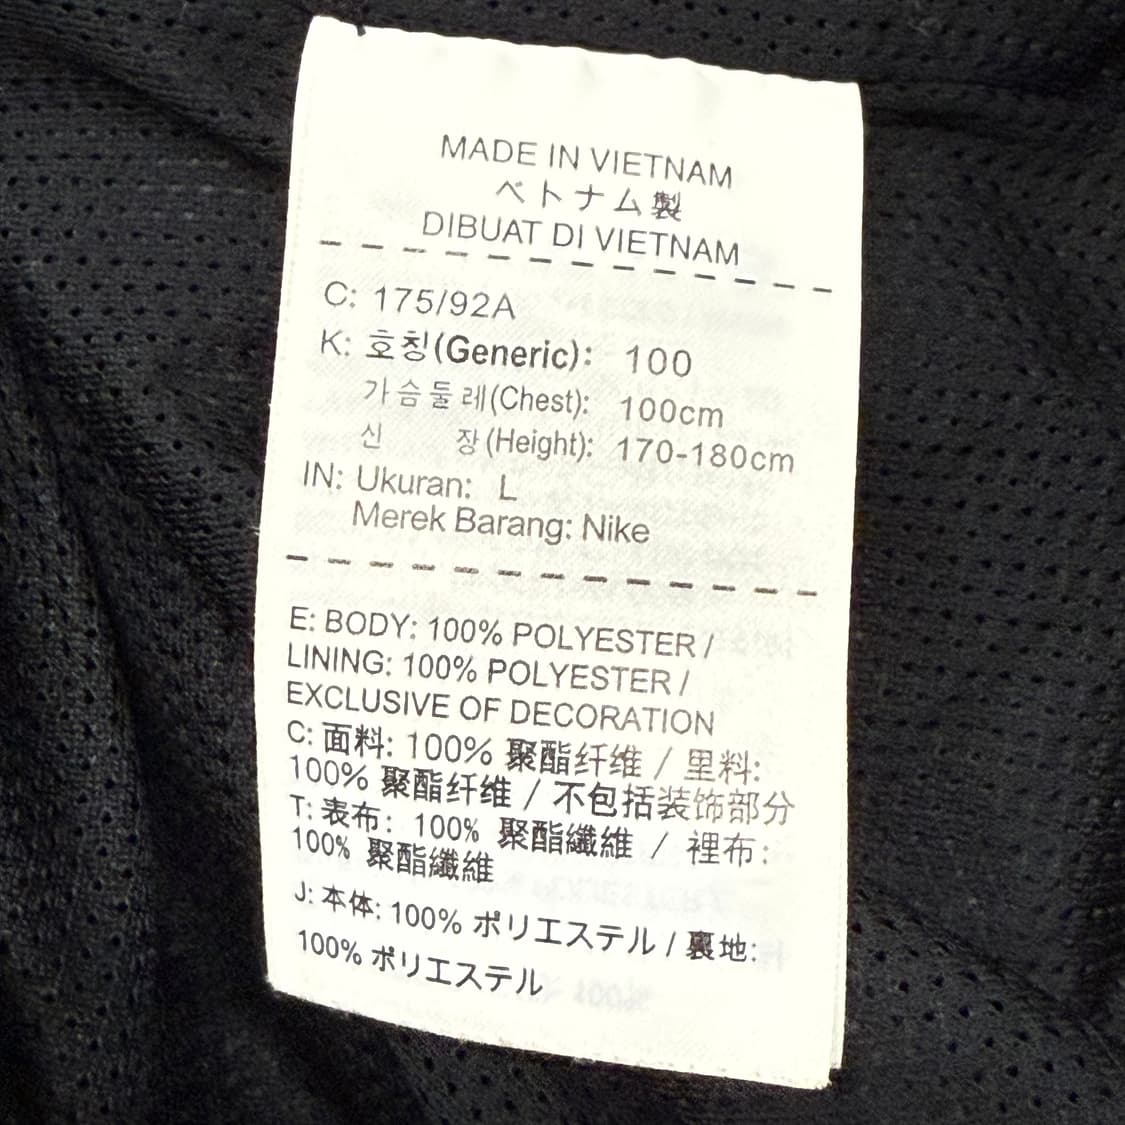 MADE IN VIETNAM
ベトナム製
DIBUAT DI VIETNAM
C: 175/92A
K: 호칭(Generic): 100
가슴둘레(Chest): 100cm
신 장(Height): 170-180cm
IN: Ukuran: L
Merek Barang: Nike
E: BODY: 100% POLYESTER /
LINING: 100% POLYESTER /
EXCLUSIVE OF DECORATION
C: 面料: 100% 聚酯纤维 / 里料:
100% 聚酯纤维 / 不包括装饰部分
T: 表布: 100% 聚酯纖維 / 裡布:
100% 聚酯纖維
J: 本体: 100% ポリエステル / 裏地:
100% ポリエステル